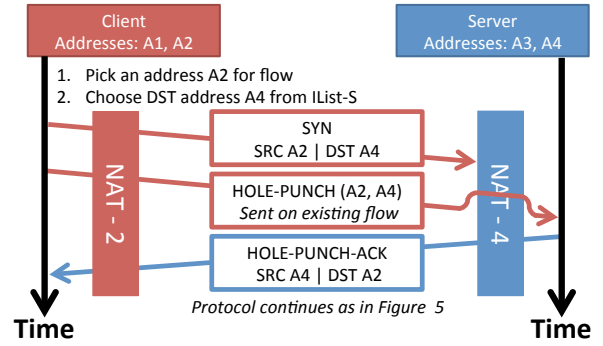 Client
Addresses: A1, A2
Server
Addresses: A3, A4
1. Pick an address A2 for flow
2. Choose DST address A4 from IList-S
NAT - 2
SYN
SRC A2 | DST A4
HOLE-PUNCH (A2, A4)
Sent on existing flow
HOLE-PUNCH-ACK
SRC A4 | DST A2
NAT - 4
Protocol continues as in Figure 5
Time
Time